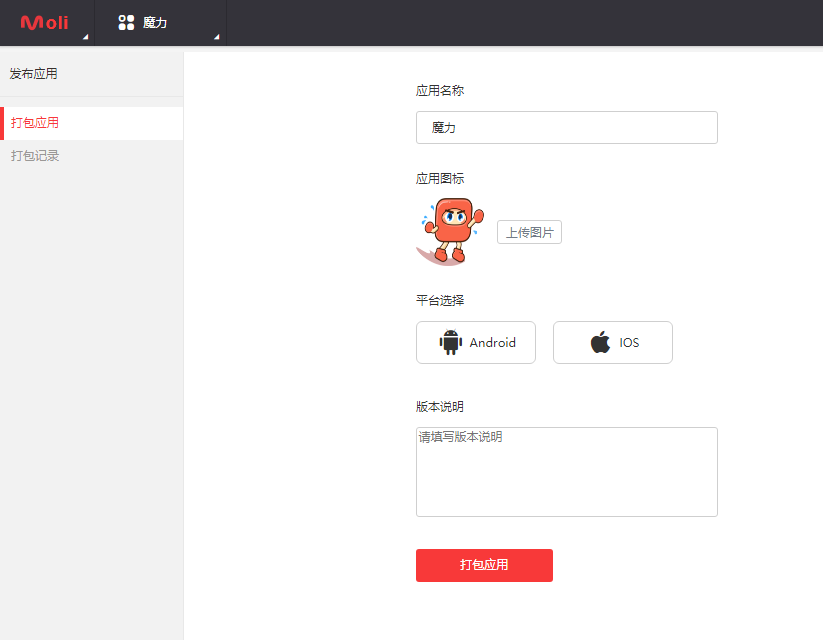 Moli
魔力
发布应用
打包应用
打包记录
应用名称
魔力
应用图标
上传图片
平台选择
Android
IOS
版本说明
请填写版本说明
打包应用